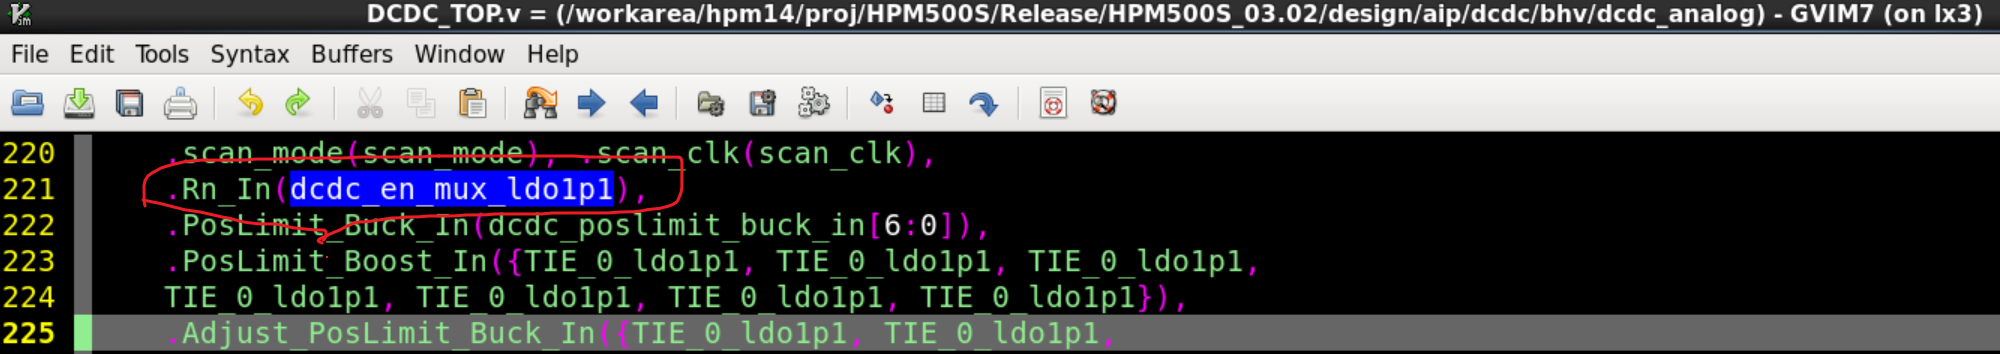 DCDC_TOP.v = (/workarea/hpm14/proj/HPM500S/Release/HPM500S_03.02/design/aip/dcdc/bhv/dcdc_analog) - GVIM7 (on lx3)
File Edit Tools Syntax Buffers Window Help
220 .scan_mode(scan_mode), .scan_clk(scan_clk),
221 .Rn_In(dcdc_en_mux_ldo1p1),
222 .PosLimit_Buck_In(dcdc_poslimit_buck_in[6:0]),
223 .PosLimit_Boost_In({TIE_0_ldo1p1, TIE_0_ldo1p1, TIE_0_ldo1p1,
224 TIE_0_ldo1p1, TIE_0_ldo1p1, TIE_0_ldo1p1, TIE_0_ldo1p1}),
225 .Adjust_PosLimit_Buck_In({TIE_0_ldo1p1, TIE_0_ldo1p1,